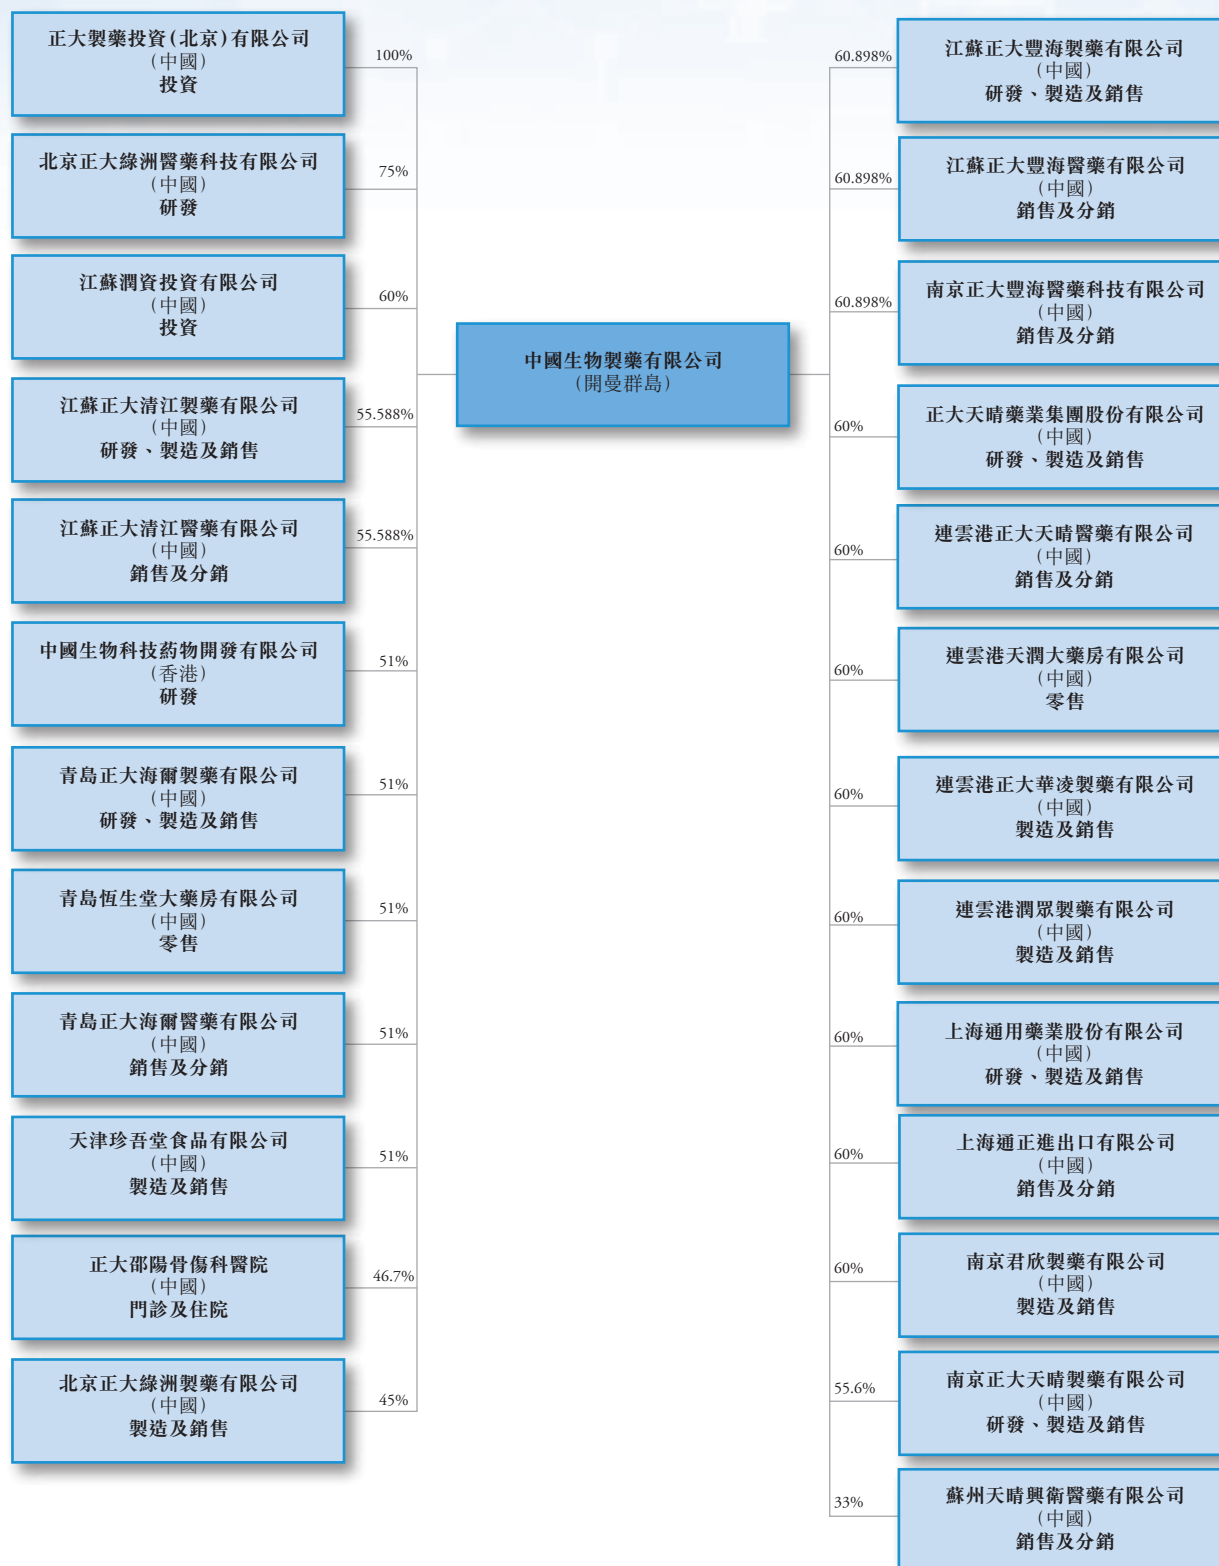 正大製藥投資(北京)有限公司
(中國)
投資
100%
北京正大綠洲醫藥科技有限公司
(中國)
研發
75%
江蘇潤資投資有限公司
(中國)
投資
60%
江蘇正大清江製藥有限公司
(中國)
研發、製造及銷售
55.588%
江蘇正大清江醫藥有限公司
(中國)
銷售及分銷
55.588%
中國生物科技葯物開發有限公司
(香港)
研發
51%
青島正大海爾製藥有限公司
(中國)
研發、製造及銷售
51%
青島恆生堂大藥房有限公司
(中國)
零售
51%
青島正大海爾醫藥有限公司
(中國)
銷售及分銷
51%
天津珍吾堂食品有限公司
(中國)
製造及銷售
51%
正大邵陽骨傷科醫院
(中國)
門診及住院
46.7%
北京正大綠洲製藥有限公司
(中國)
製造及銷售
45%
中國生物製藥有限公司
(開曼群島)
60.898%
江蘇正大豐海製藥有限公司
(中國)
研發、製造及銷售
60.898%
江蘇正大豐海醫藥有限公司
(中國)
銷售及分銷
60.898%
南京正大豐海醫藥科技有限公司
(中國)
銷售及分銷
60%
正大天晴藥業集團股份有限公司
(中國)
研發、製造及銷售
60%
連雲港正大天晴醫藥有限公司
(中國)
銷售及分銷
60%
連雲港天潤大藥房有限公司
(中國)
零售
60%
連雲港正大華凌製藥有限公司
(中國)
製造及銷售
60%
連雲港潤眾製藥有限公司
(中國)
製造及銷售
60%
上海通用藥業股份有限公司
(中國)
研發、製造及銷售
60%
上海通正進出口有限公司
(中國)
銷售及分銷
60%
南京君欣製藥有限公司
(中國)
製造及銷售
55.6%
南京正大天晴製藥有限公司
(中國)
研發、製造及銷售
33%
蘇州天晴興衛醫藥有限公司
(中國)
銷售及分銷